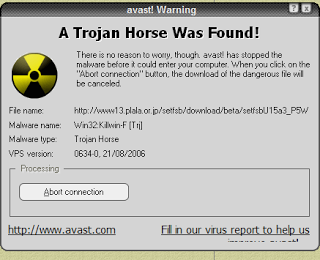 avast! Warning
A Trojan Horse Was Found!
There is no reason to worry, though. avast! has stopped the
malware before it could enter your computer. When you click on the
"Abort connection" button, the download of the dangerous file will
be canceled.
File name: http://www13.plala.or.jp/setfsb/download/beta/setfsbU15a3_P5W
Malware name: Win32:Killwin-F [Trj]
Malware type: Trojan Horse
VPS version: 0634-0, 21/08/2006
Processing
Abort connection
http://www.avast.com
Fill in our virus report to help us
improve avast!